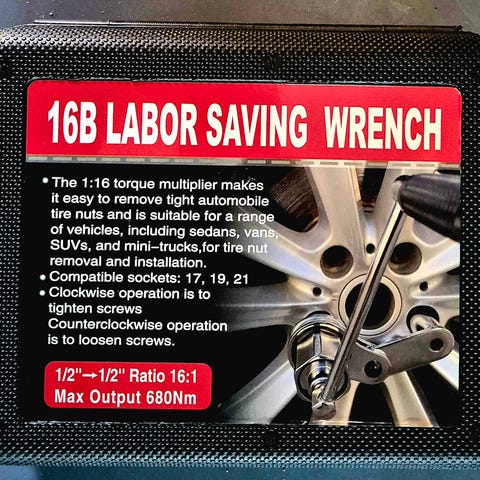 16B LABOR SAVING WRENCH
• The 1:16 torque multiplier makes
it easy to remove tight automobile
tire nuts and is suitable for a range
of vehicles, including sedans, vans,
SUVs, and mini-trucks,for tire nut
removal and installation.
• Compatible sockets: 17, 19, 21
• Clockwise operation is to
tighten screws
Counterclockwise operation
is to loosen screws.
1/2"→1/2" Ratio 16:1
Max Output 680Nm